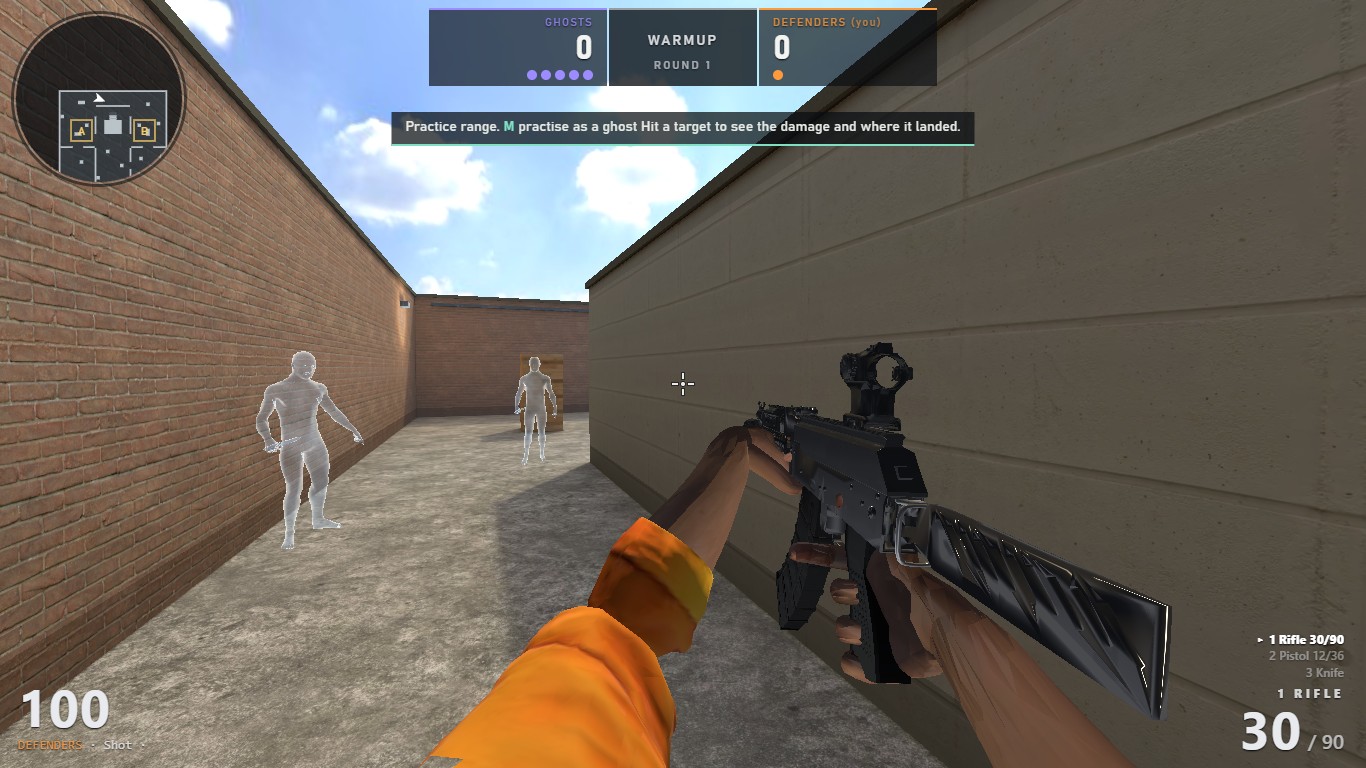 GHOSTS
0
WARMUP
ROUND 1
DEFENDERS (you)
0
Practice range. M practise as a ghost Hit a target to see the damage and where it landed.
A
B
1 Rifle 30/90
2 Pistol 12/36
3 Knife
1 RIFLE
30 / 90
100
DEFENDERS · Shot ·